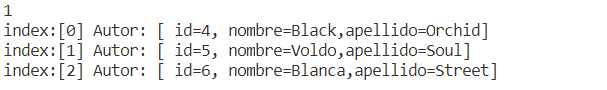 1
index:[0] Autor: [ id=4, nombre=Black,apellido=Orchid]
index:[1] Autor: [ id=5, nombre=Voldo,apellido=Soul]
index:[2] Autor: [ id=6, nombre=Blanca,apellido=Street]